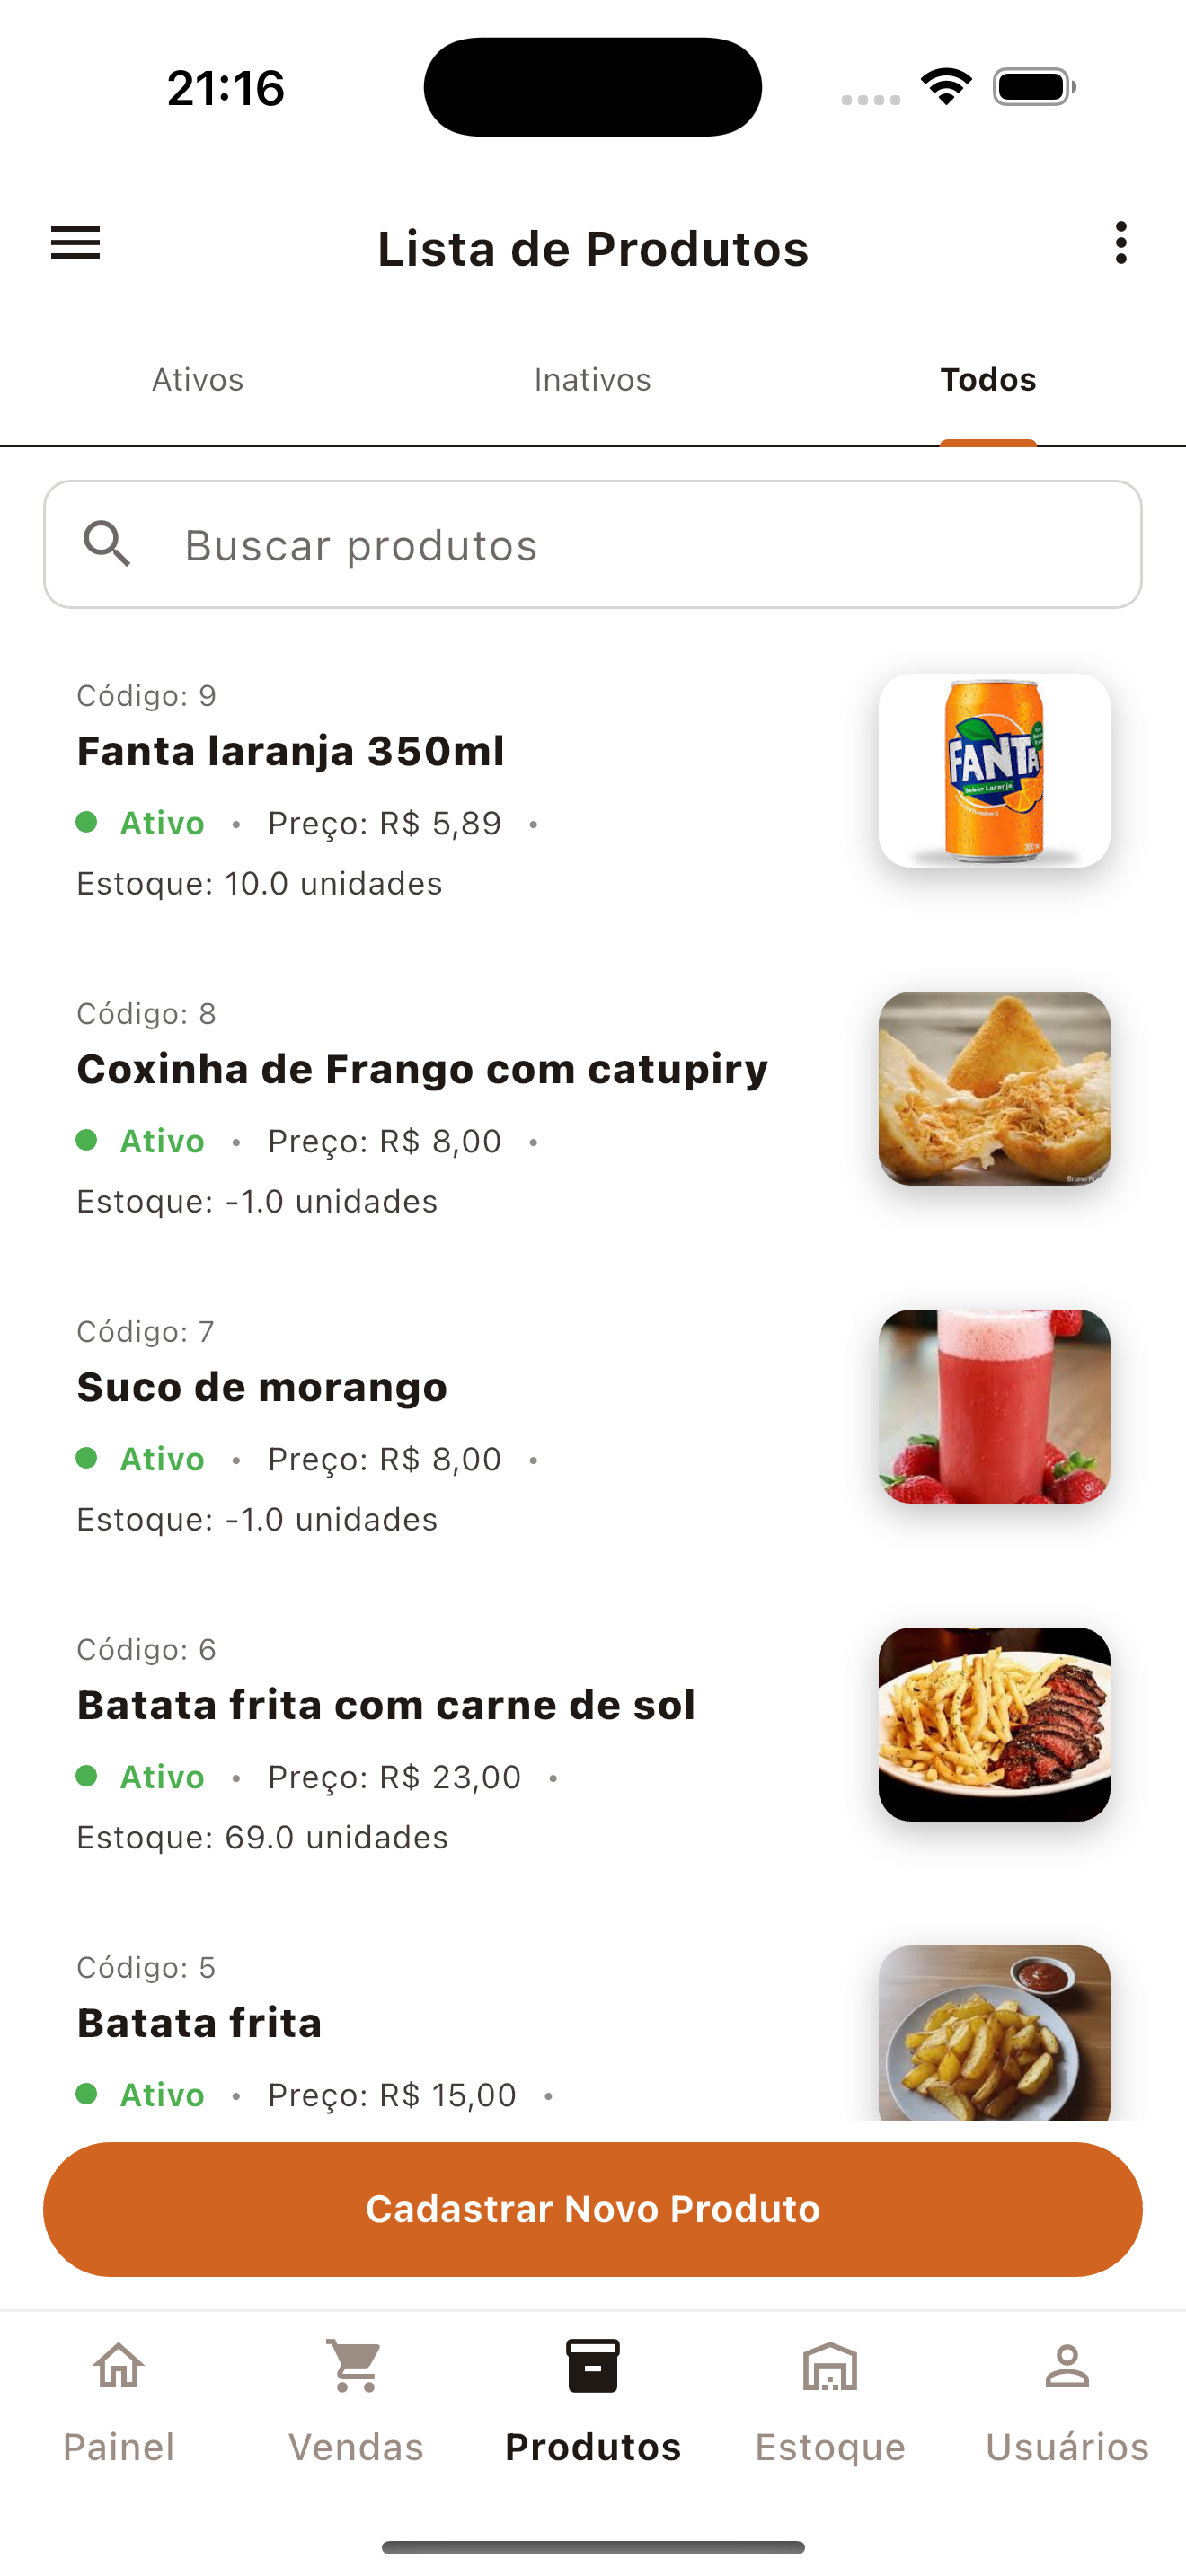 21:16
Lista de Produtos
Ativos Inativos Todos
Buscar produtos
Código: 9
Fanta laranja 350ml
Ativo • Preço: R$ 5,89 •
Estoque: 10.0 unidades
FANTA
Sabor Laranja
Código: 8
Coxinha de Frango com catupiry
Ativo • Preço: R$ 8,00 •
Estoque: -1.0 unidades
Código: 7
Suco de morango
Ativo • Preço: R$ 8,00 •
Estoque: -1.0 unidades
Código: 6
Batata frita com carne de sol
Ativo • Preço: R$ 23,00 •
Estoque: 69.0 unidades
Código: 5
Batata frita
Ativo • Preço: R$ 15,00 •
Cadastrar Novo Produto
Painel Vendas Produtos Estoque Usuários